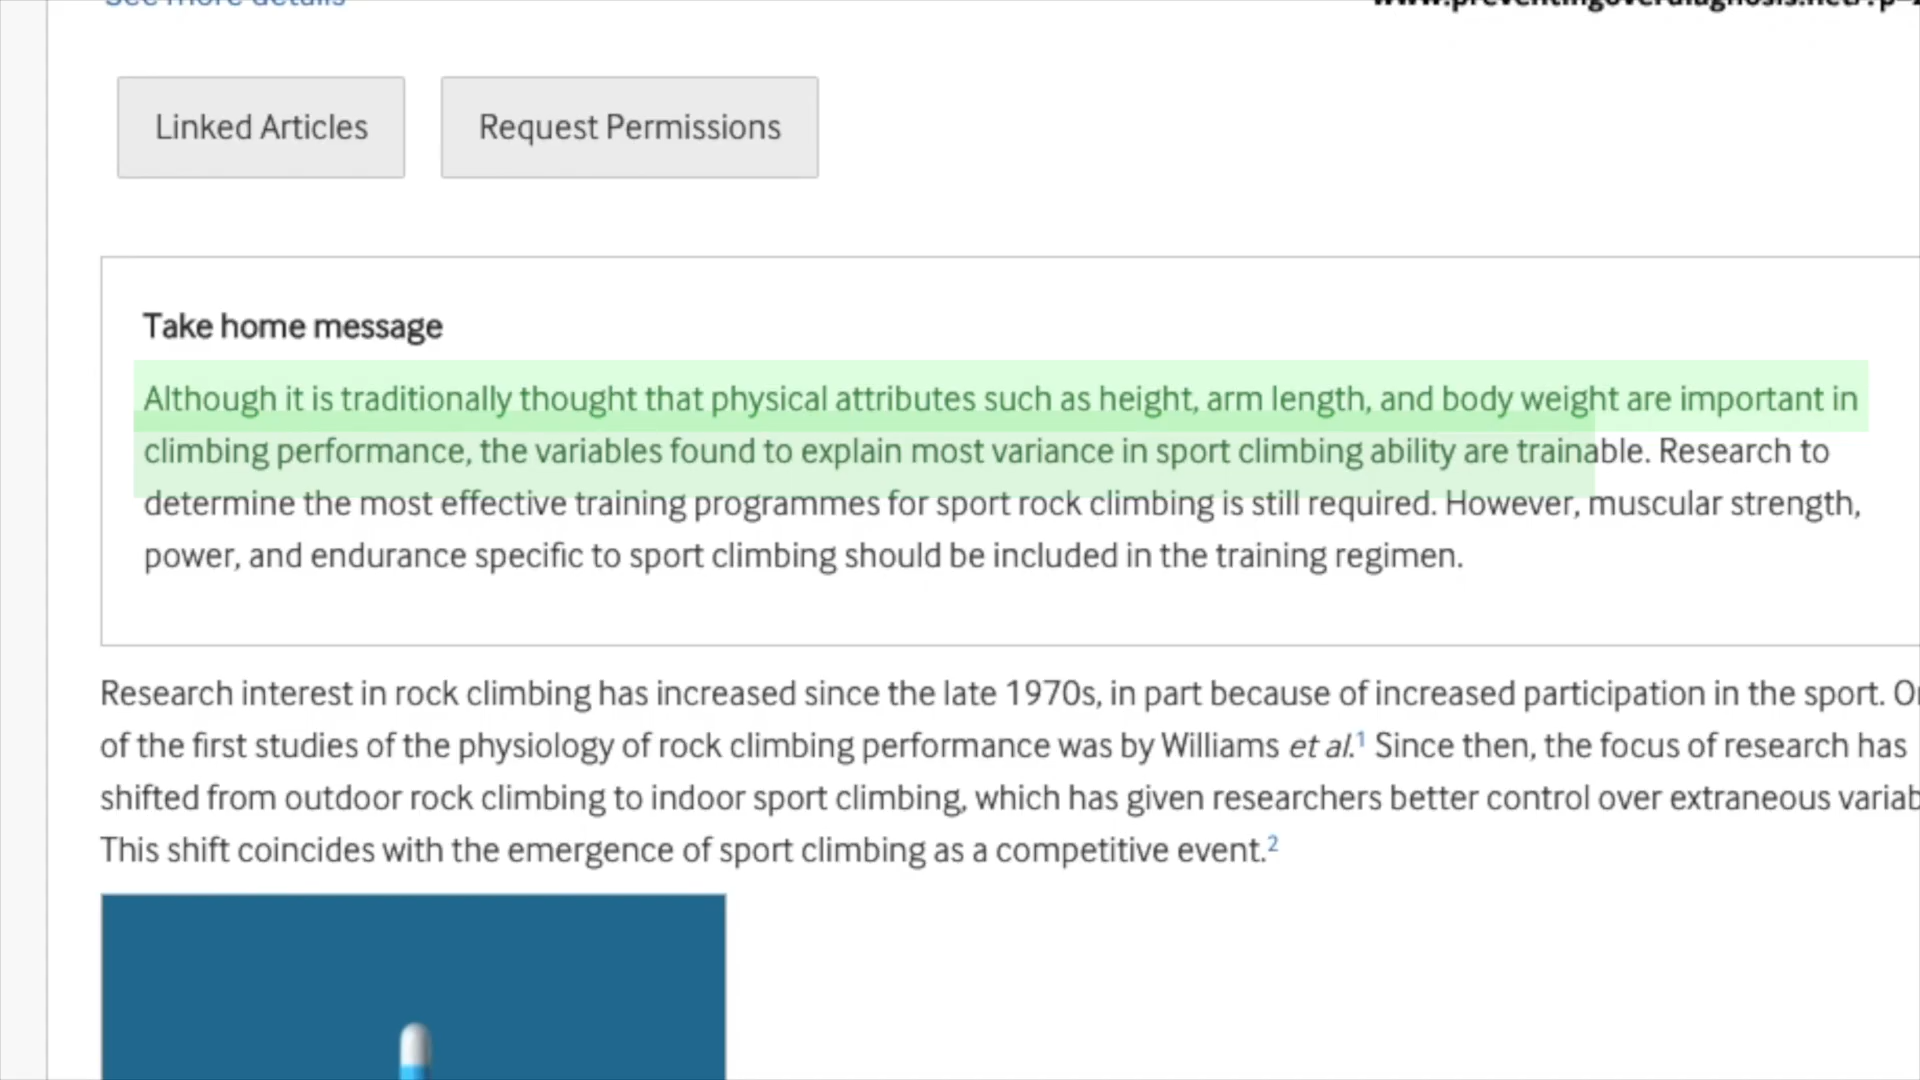 See more details
www.preventingoverdiagnosis.net/?p=
Linked Articles
Request Permissions
Take home message
Although it is traditionally thought that physical attributes such as height, arm length, and body weight are important in
climbing performance, the variables found to explain most variance in sport climbing ability are trainable. Research to
determine the most effective training programmes for sport rock climbing is still required. However, muscular strength,
power, and endurance specific to sport climbing should be included in the training regimen.
Research interest in rock climbing has increased since the late 1970s, in part because of increased participation in the sport.
of the first studies of the physiology of rock climbing performance was by Williams et al.1 Since then, the focus of research has
shifted from outdoor rock climbing to indoor sport climbing, which has given researchers better control over extraneous
This shift coincides with the emergence of sport climbing as a competitive event.2